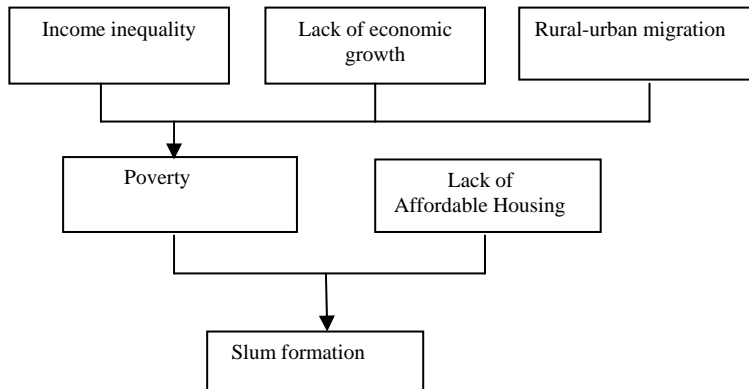 Income inequality
Lack of economic
growth
Rural-urban migration
Poverty
Lack of
Affordable Housing
Slum formation